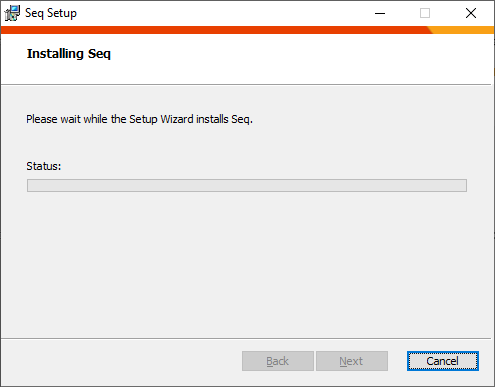 Seq Setup
Installing Seq
Please wait while the Setup Wizard installs Seq.
Status:
Back
Next
Cancel